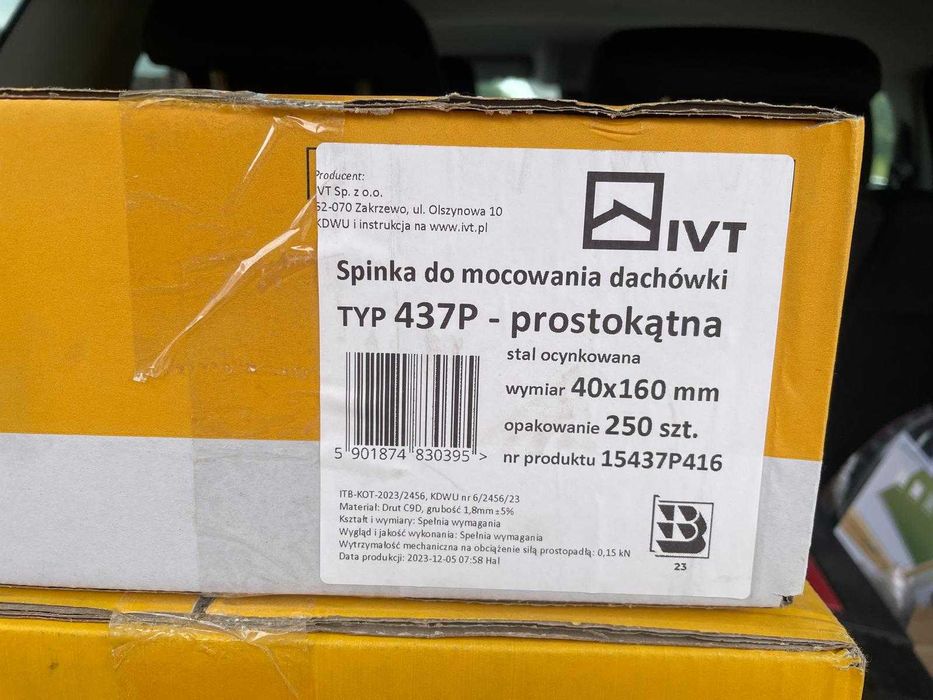 Producent:
IVT Sp. z o.o.
62-070 Zakrzewo, ul. Olszynowa 10
KDWU i instrukcja na www.ivt.pl
IVT
Spinka do mocowania dachówki
TYP 437P - prostokątna
stal ocynkowana
wymiar 40x160 mm
opakowanie 250 szt.
nr produktu 15437P416
5 901874 830395 >
ITB-KOT-2023/2456, KDWU nr 6/2456/23
Materiał: Drut C9D, grubość 1,8mm ±5%
Kształt i wymiary: Spełnia wymagania
Wygląd i jakość wykonania: Spełnia wymagania
Wytrzymałość mechaniczna na obciążenie siłą prostopadłą: 0,15 kN
Data produkcji: 2023-12-05 07:58 Hal
B
23